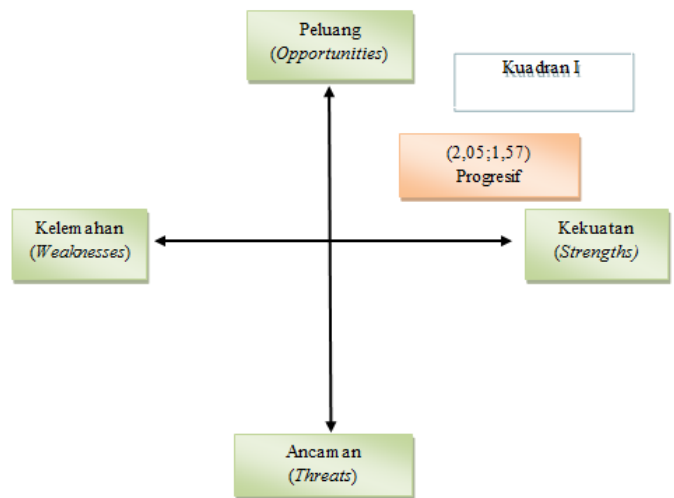 Peluang
(Opportunities)
Kuadran I
(2,05;1,57)
Progresif
Kelemahan
(Weaknesses)
Kekuatan
(Strengths)
Ancaman
(Threats)